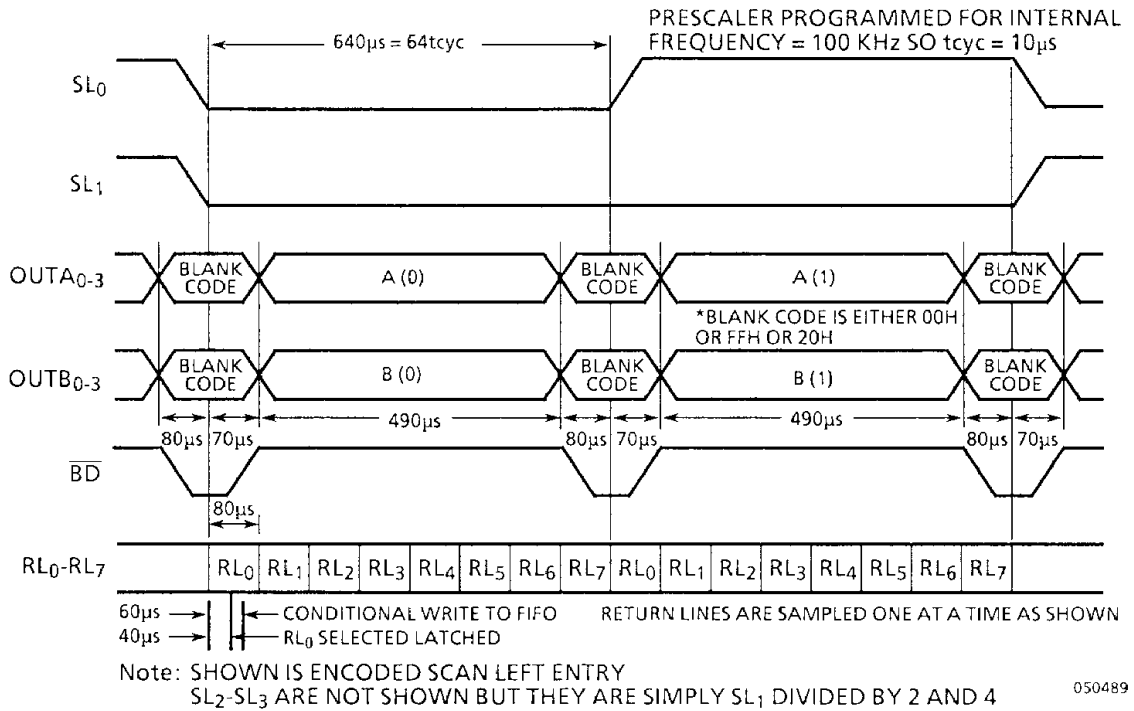 PRESCALER PROGRAMMED FOR INTERNAL
FREQUENCY = 100 KHz SO tcyc = 10µs
640µs = 64tcyc
SL0
SL1
OUTA0-3
BLANK CODE
A (0)
BLANK CODE
A (1)
BLANK CODE
*BLANK CODE IS EITHER 00H
OR FFH OR 20H
OUTB0-3
BLANK CODE
B (0)
BLANK CODE
B (1)
BLANK CODE
80µs 70µs 490µs 80µs 70µs 490µs 80µs 70µs
BD
80µs
RL0-RL7
RL0 RL1 RL2 RL3 RL4 RL5 RL6 RL7 RL0 RL1 RL2 RL3 RL4 RL5 RL6 RL7
60µs CONDITIONAL WRITE TO FIFO RETURN LINES ARE SAMPLED ONE AT A TIME AS SHOWN
40µs RL0 SELECTED LATCHED
Note: SHOWN IS ENCODED SCAN LEFT ENTRY
SL2-SL3 ARE NOT SHOWN BUT THEY ARE SIMPLY SL1 DIVIDED BY 2 AND 4
050489